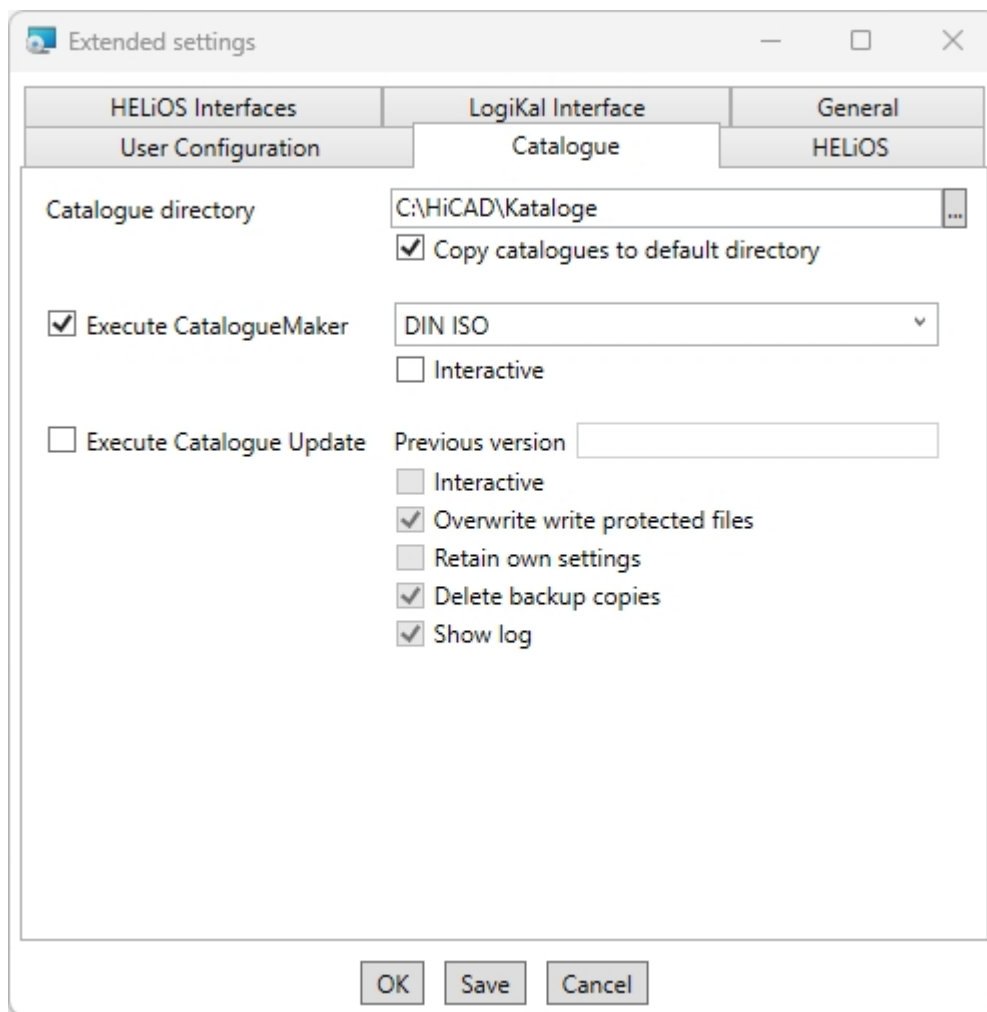 Extended settings
HELiOS Interfaces LogiKal Interface General
User Configuration Catalogue HELiOS
Catalogue directory C:\HiCAD\Kataloge ...
Copy catalogues to default directory
Execute CatalogueMaker DIN ISO
Interactive
Execute Catalogue Update Previous version
Interactive
Overwrite write protected files
Retain own settings
Delete backup copies
Show log
OK Save Cancel